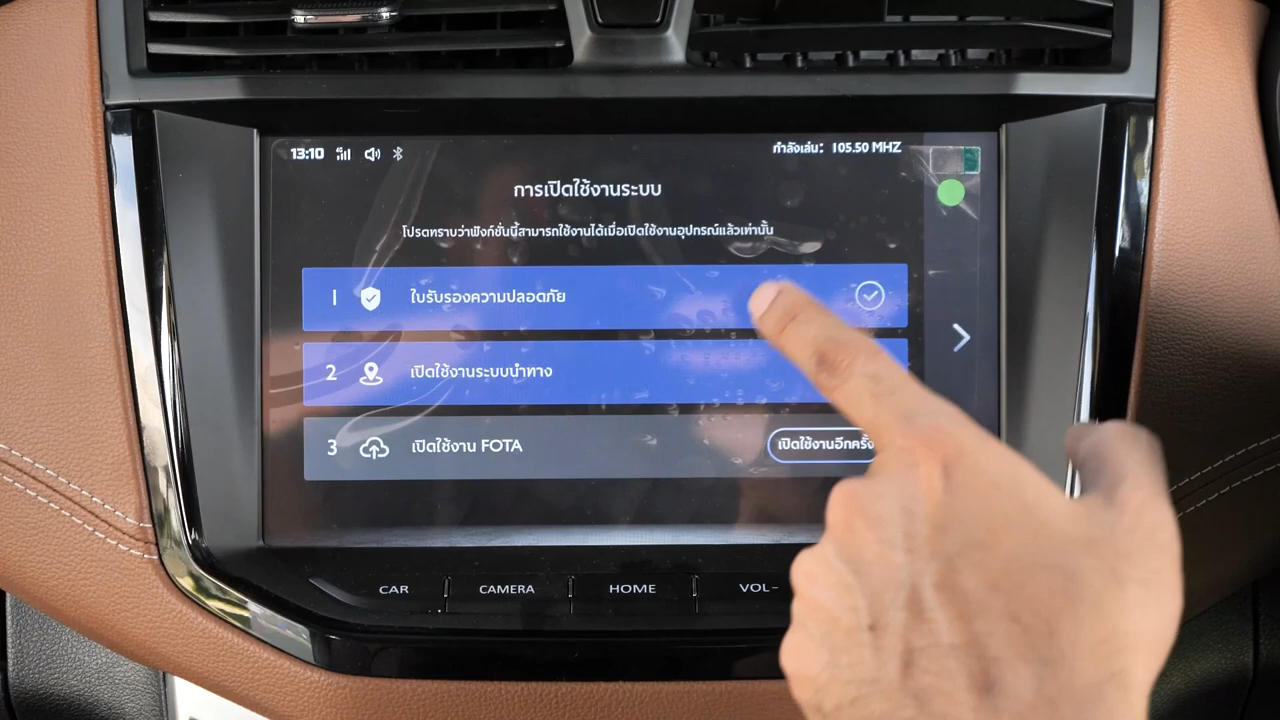 13:10
กำลังเล่น: 105.50 MHZ
การเปิดใช้งานระบบ
โปรดทราบว่าฟังก์ชั่นนี้สามารถใช้งานได้เมื่อเปิดใช้งานอุปกรณ์แล้วเท่านั้น
1 ใบรับรองความปลอดภัย
2 เปิดใช้งานระบบนำทาง
3 เปิดใช้งาน FOTA เปิดใช้งานอีกครั้ง
CAR CAMERA HOME VOL-